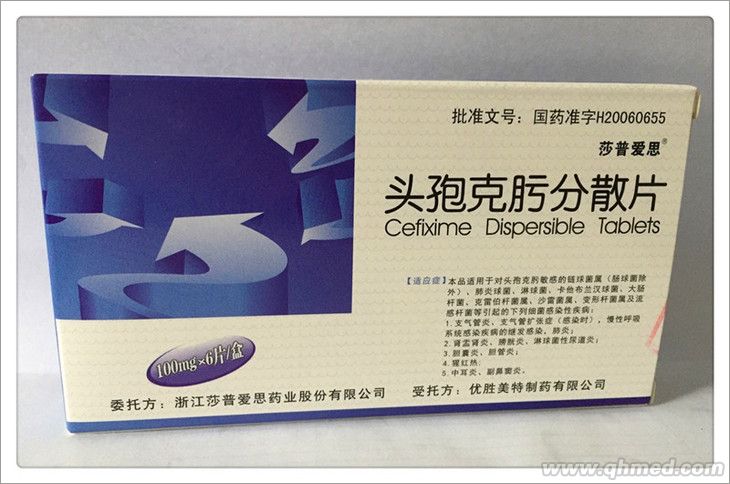 批准文号：国药准字H20060655
莎普爱思®
头孢克肟分散片
Cefixime Dispersible Tablets
【适应症】本品适用于对头孢克肟敏感的链球菌属（肠球菌除
外）、肺炎球菌、淋球菌、卡他布兰汉球菌、大肠
杆菌、克雷伯杆菌属、沙雷菌属、变形杆菌属及流
感杆菌等引起的下列细菌感染性疾病：
1. 支气管炎、支气管扩张症（感染时），慢性呼吸
系统感染疾病的继发感染，肺炎；
2. 肾盂肾炎、膀胱炎、淋球菌性尿道炎；
3. 胆囊炎、胆管炎；
4. 猩红热；
5. 中耳炎、副鼻窦炎。
100mg×6片/盒
委托方：浙江莎普爱思药业股份有限公司
受托方：优胜美特制药有限公司
www.qhmed.com